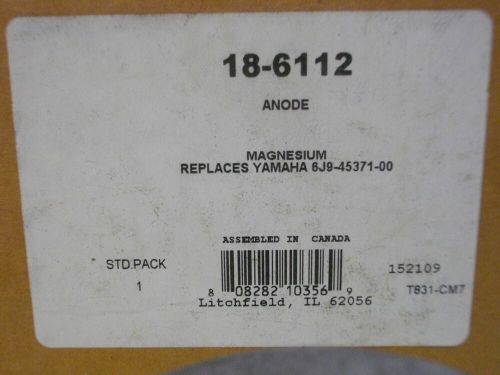 18-6112
ANODE
MAGNESIUM
REPLACES YAMAHA 6J9-45371-00
ASSEMBLED IN CANADA
STD.PACK
1
152109
T831-CM7
8 08282 10356 9
Litchfield, IL 62056